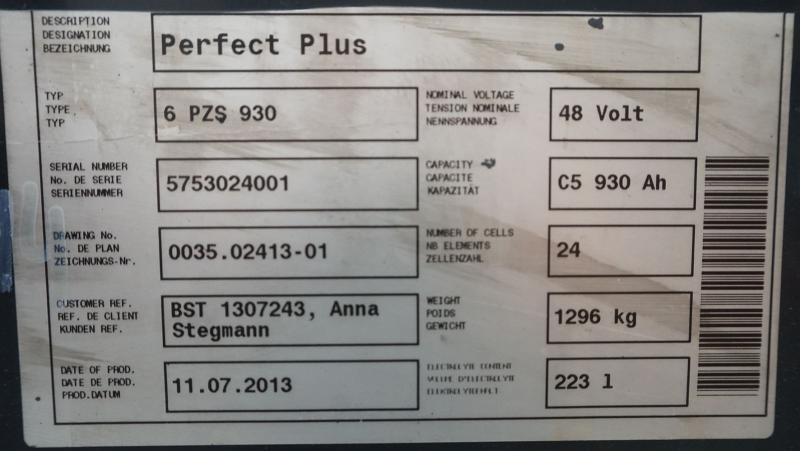 DESCRIPTION
DESIGNATION
BEZEICHNUNG
Perfect Plus
TYP
TYPE
TYP
6 PZS 930
NOMINAL VOLTAGE
TENSION NOMINALE
NENNSPANNUNG
48 Volt
SERIAL NUMBER
No. DE SERIE
SERIENNUMMER
5753024001
CAPACITY
CAPACITE
KAPAZITÄT
C5 930 Ah
DRAWING No.
No. DE PLAN
ZEICHNUNGS-Nr.
0035.02413-01
NUMBER OF CELLS
NB ELEMENTS
ZELLENZAHL
24
CUSTOMER REF.
REF. DE CLIENT
KUNDEN REF.
BST 1307243, Anna
Stegmann
WEIGHT
POIDS
GEWICHT
1296 kg
DATE OF PROD.
DATE DE PROD.
PROD.DATUM
11.07.2013
ELECTROLYTE CONTENT
VOLUME D'ELECTROLYTE
223 l